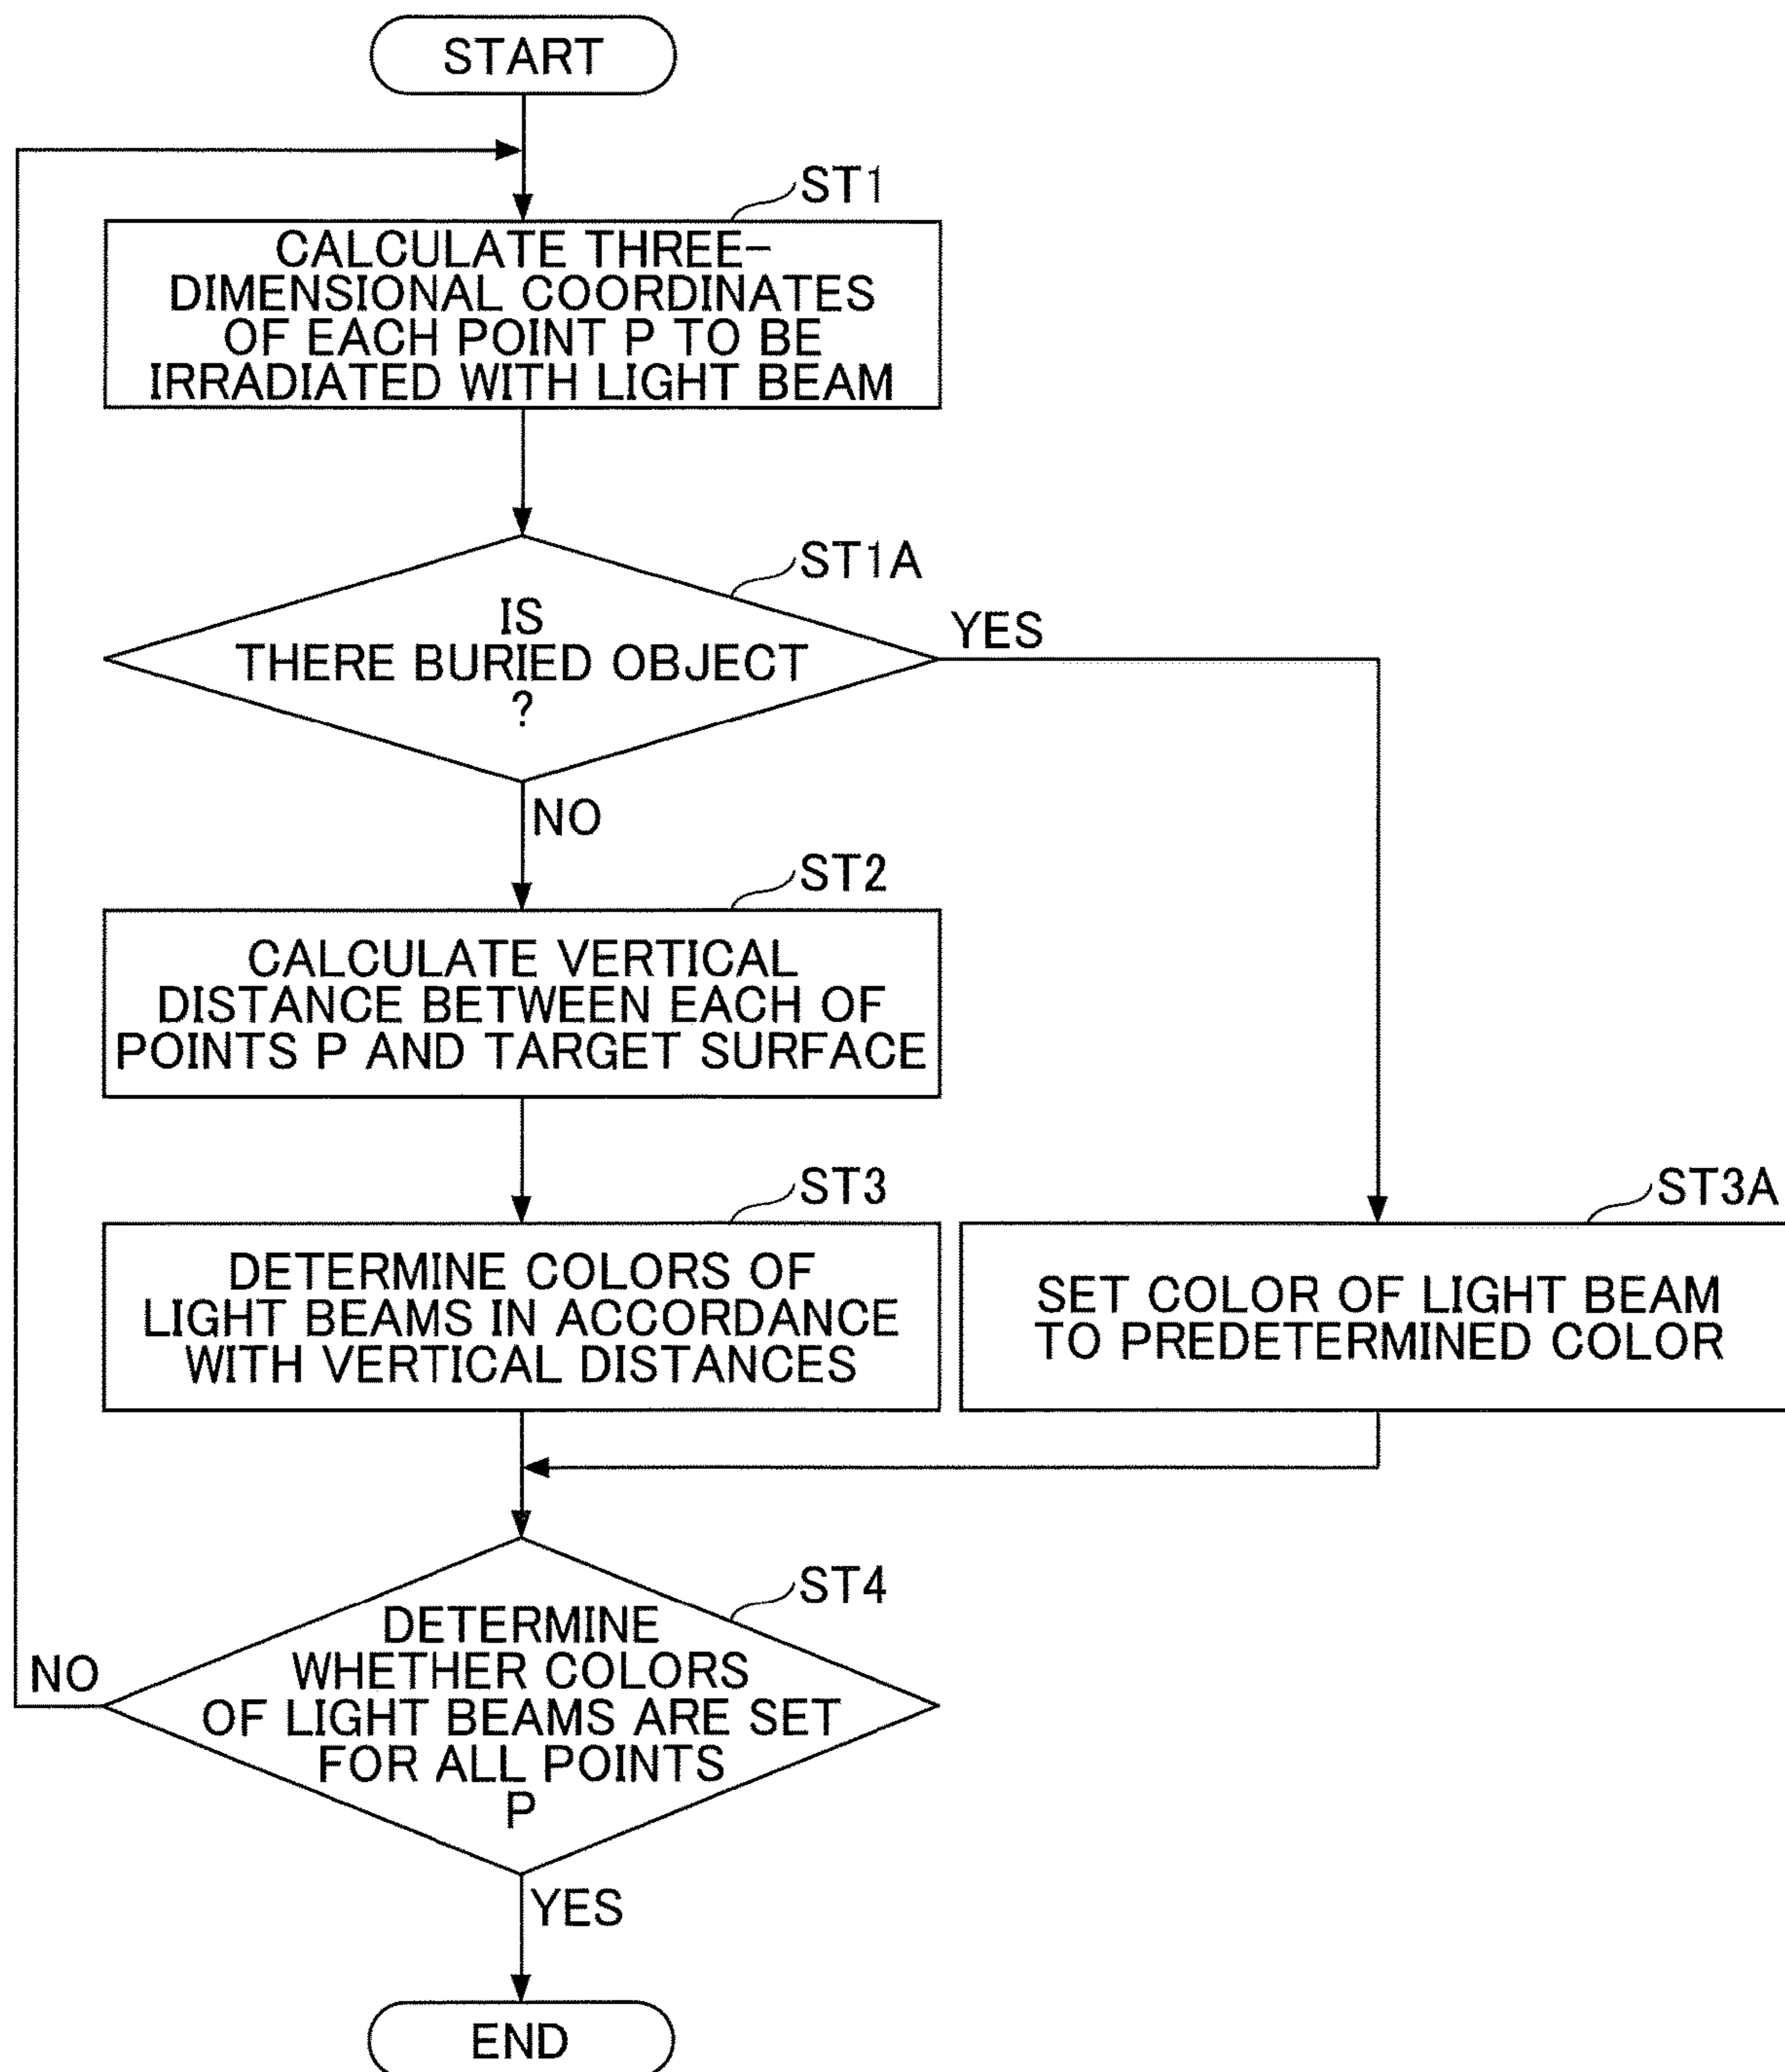 START
ST1
CALCULATE THREE-
DIMENSIONAL COORDINATES
OF EACH POINT P TO BE
IRRADIATED WITH LIGHT BEAM
ST1A
IS
THERE BURIED OBJECT
?
YES
NO
ST2
CALCULATE VERTICAL
DISTANCE BETWEEN EACH OF
POINTS P AND TARGET SURFACE
ST3
DETERMINE COLORS OF
LIGHT BEAMS IN ACCORDANCE
WITH VERTICAL DISTANCES
ST3A
SET COLOR OF LIGHT BEAM
TO PREDETERMINED COLOR
ST4
DETERMINE
WHETHER COLORS
OF LIGHT BEAMS ARE SET
FOR ALL POINTS
P
NO
YES
END